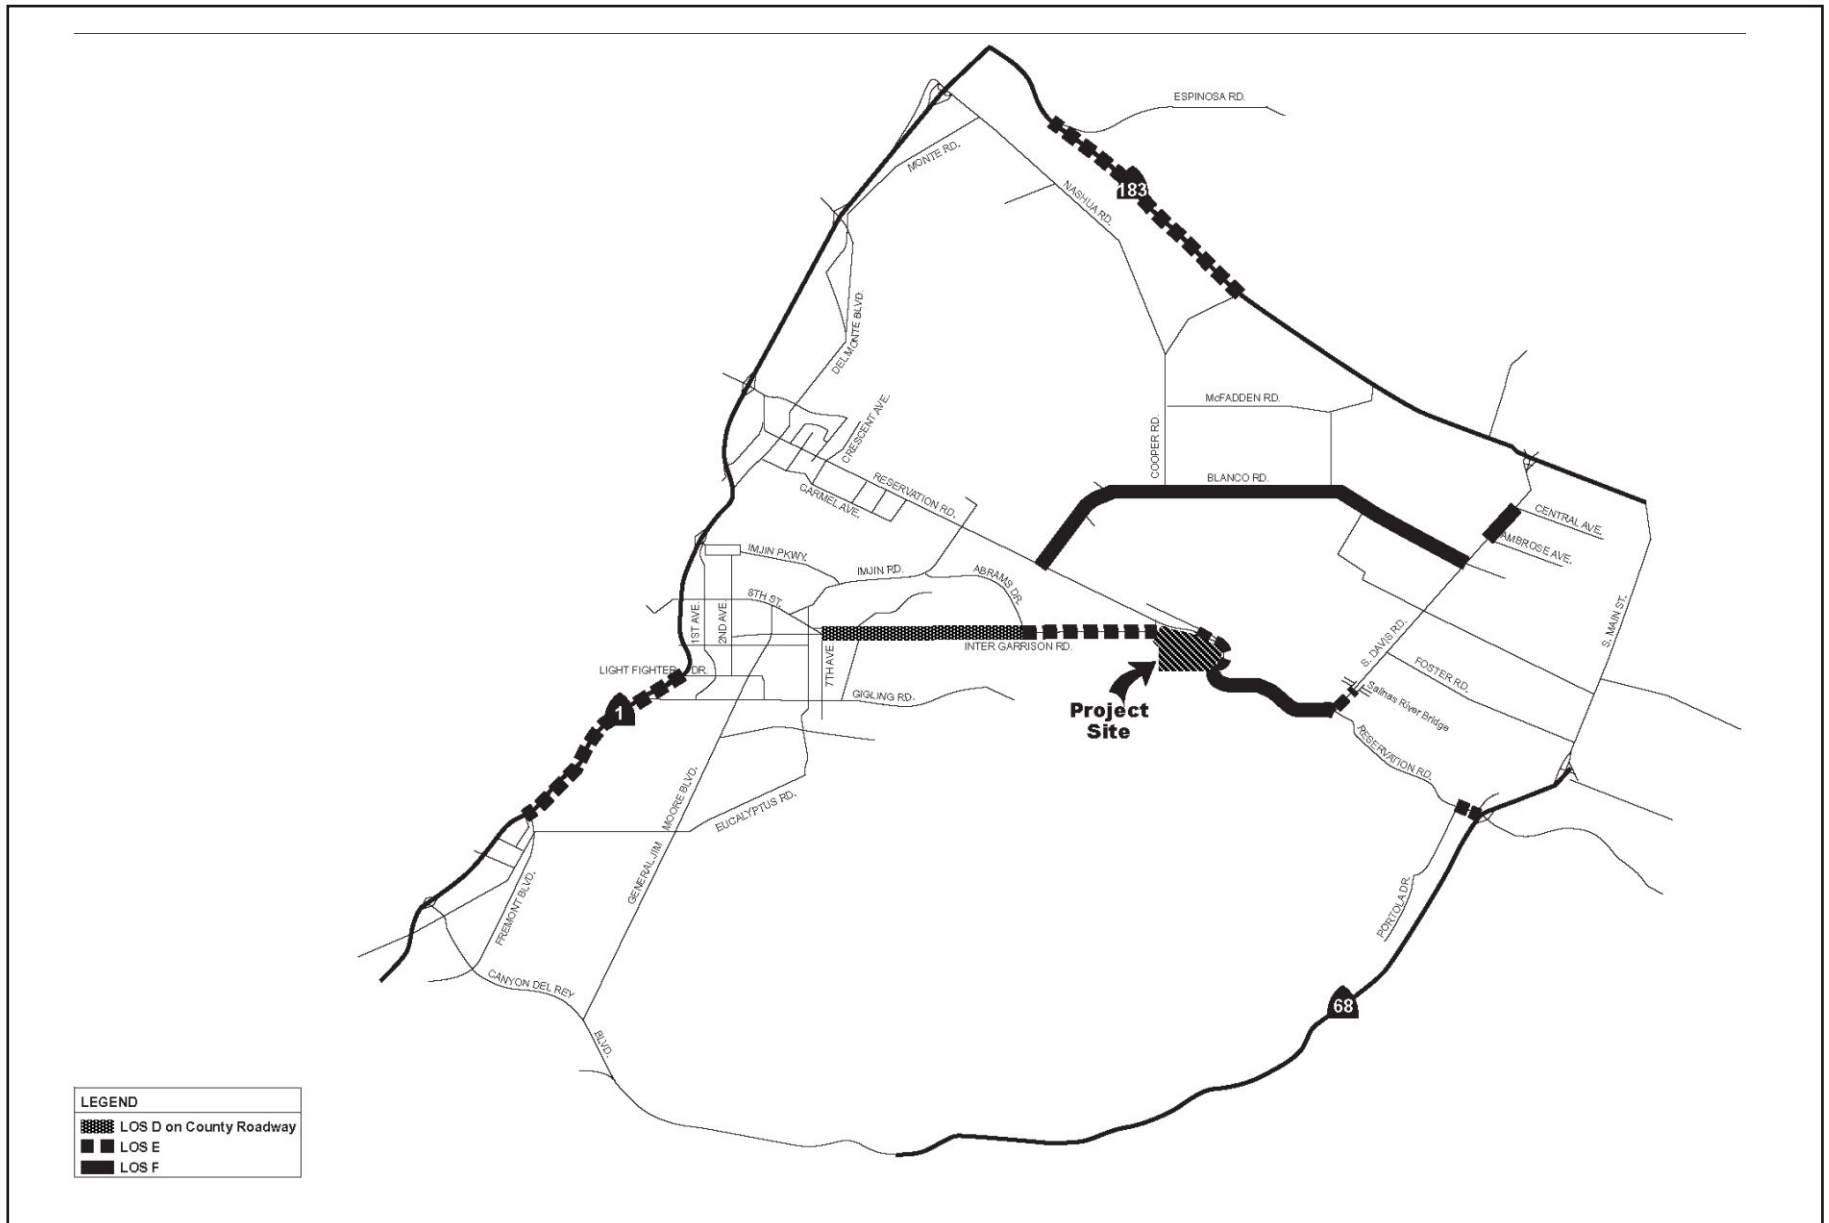 ESPINOSA RD.
MONTE RD.
183
NASHUA RD.
DEL MONTE BLVD.
McFADDEN RD.
CRESCENT AVE.
COOPER RD.
RESERVATION RD.
CARMEL AVE.
BLANCO RD.
CENTRAL AVE.
AMBROSE AVE.
IMJIN PKWY.
IMJIN RD.
ABRAMS DR.
8TH ST.
1ST AVE.
2ND AVE.
S. MAIN ST.
INTER GARRISON RD.
7TH AVE.
S. DAVIS RD.
LIGHT FIGHTER DR.
GIGLING RD.
FOSTER RD.
Salinas River Bridge
1
Project
Site
RESERVATION RD.
GENERAL JIM MOORE BLVD.
EUCALYPTUS RD.
FREMONT BLVD.
PORTOLA DR.
CANYON DEL REY
BLVD.
68
LEGEND
LOS D on County Roadway
LOS E
LOS F